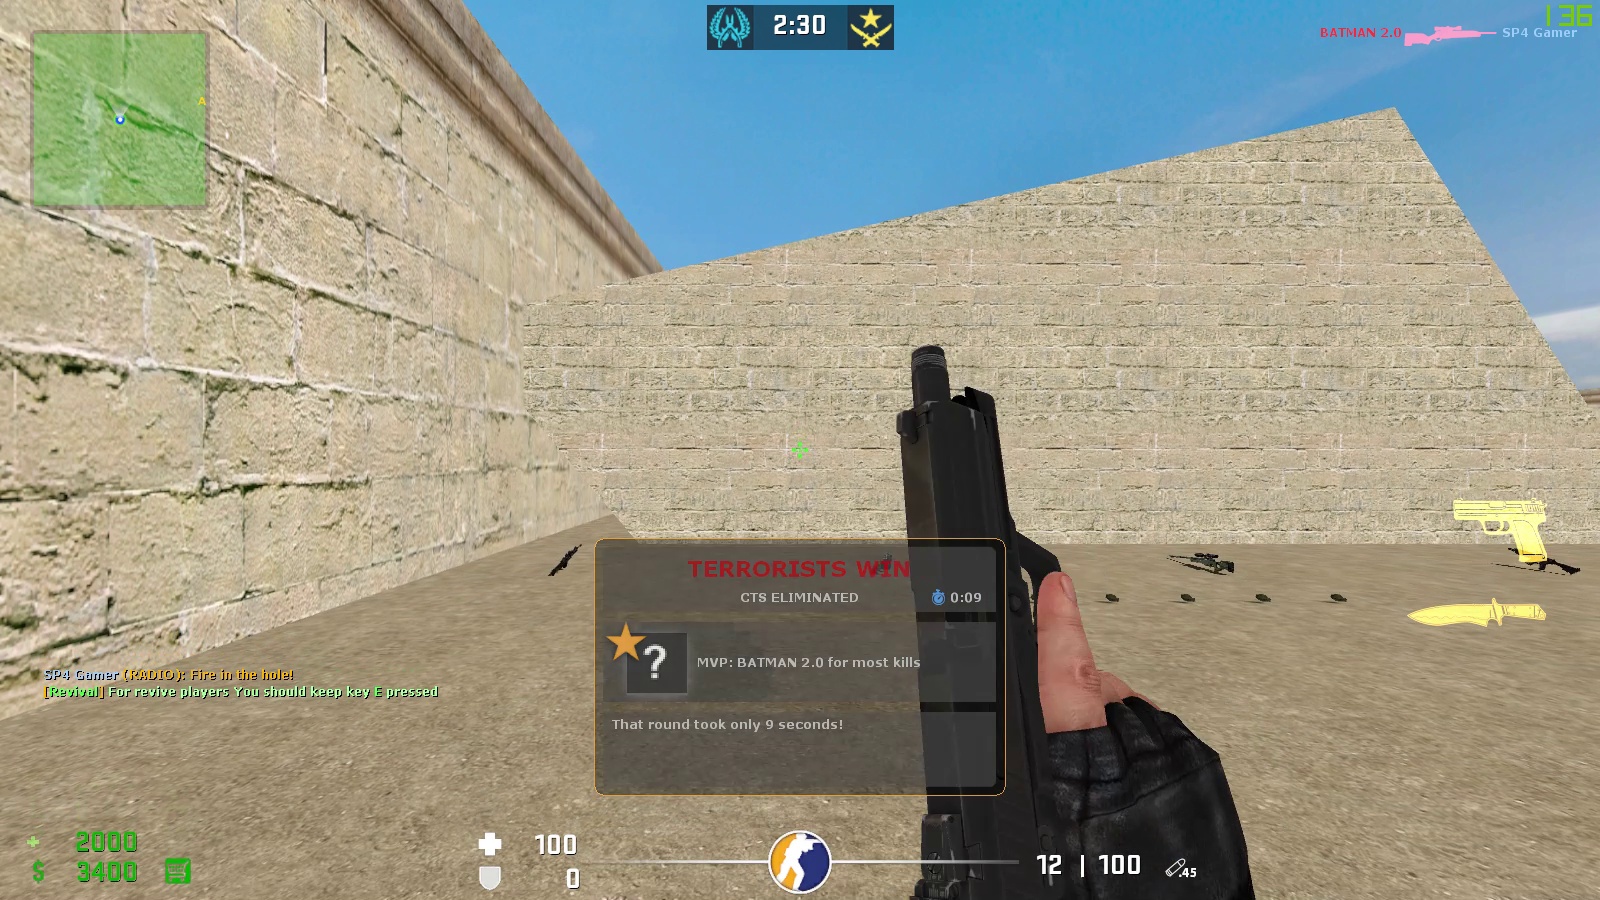 2:30
136
BATMAN 2.0 SP4 Gamer
A
TERRORISTS WIN
CTS ELIMINATED
0:09
?
MVP: BATMAN 2.0 for most kills
That round took only 9 seconds!
SP4 Gamer (RADIO): Fire in the hole!
[Revival] For revive players You should keep key E pressed
+ 2000
$ 3400
100
0
12 | 100
.45